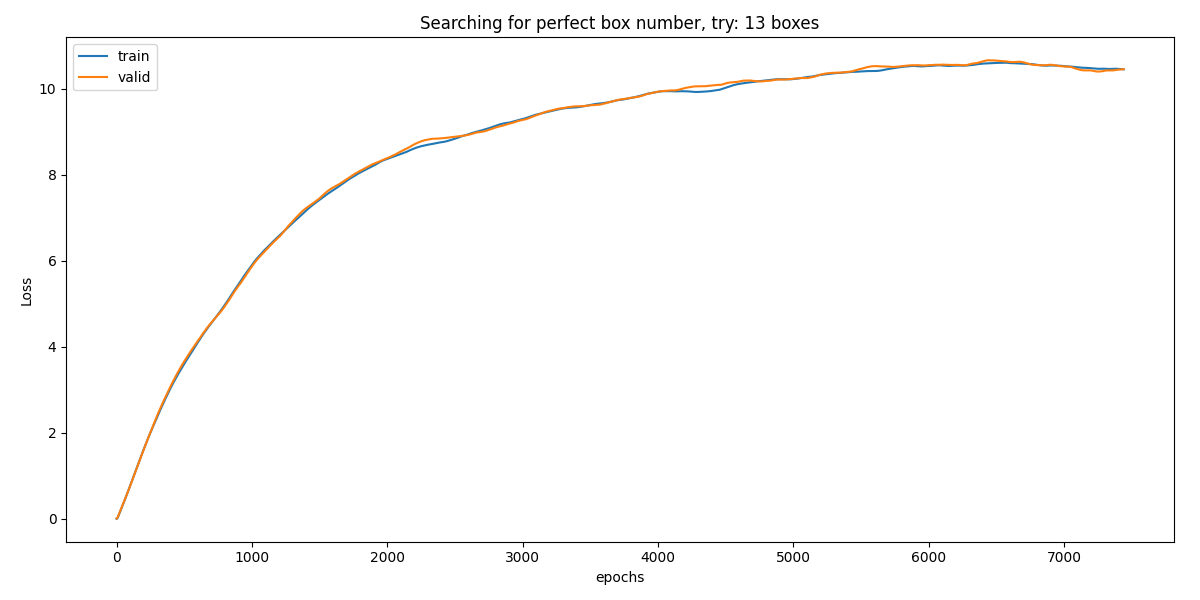 Searching for perfect box number, try: 13 boxes
train
valid
10
8
6
4
2
0
Loss
0 1000 2000 3000 4000 5000 6000 7000
epochs